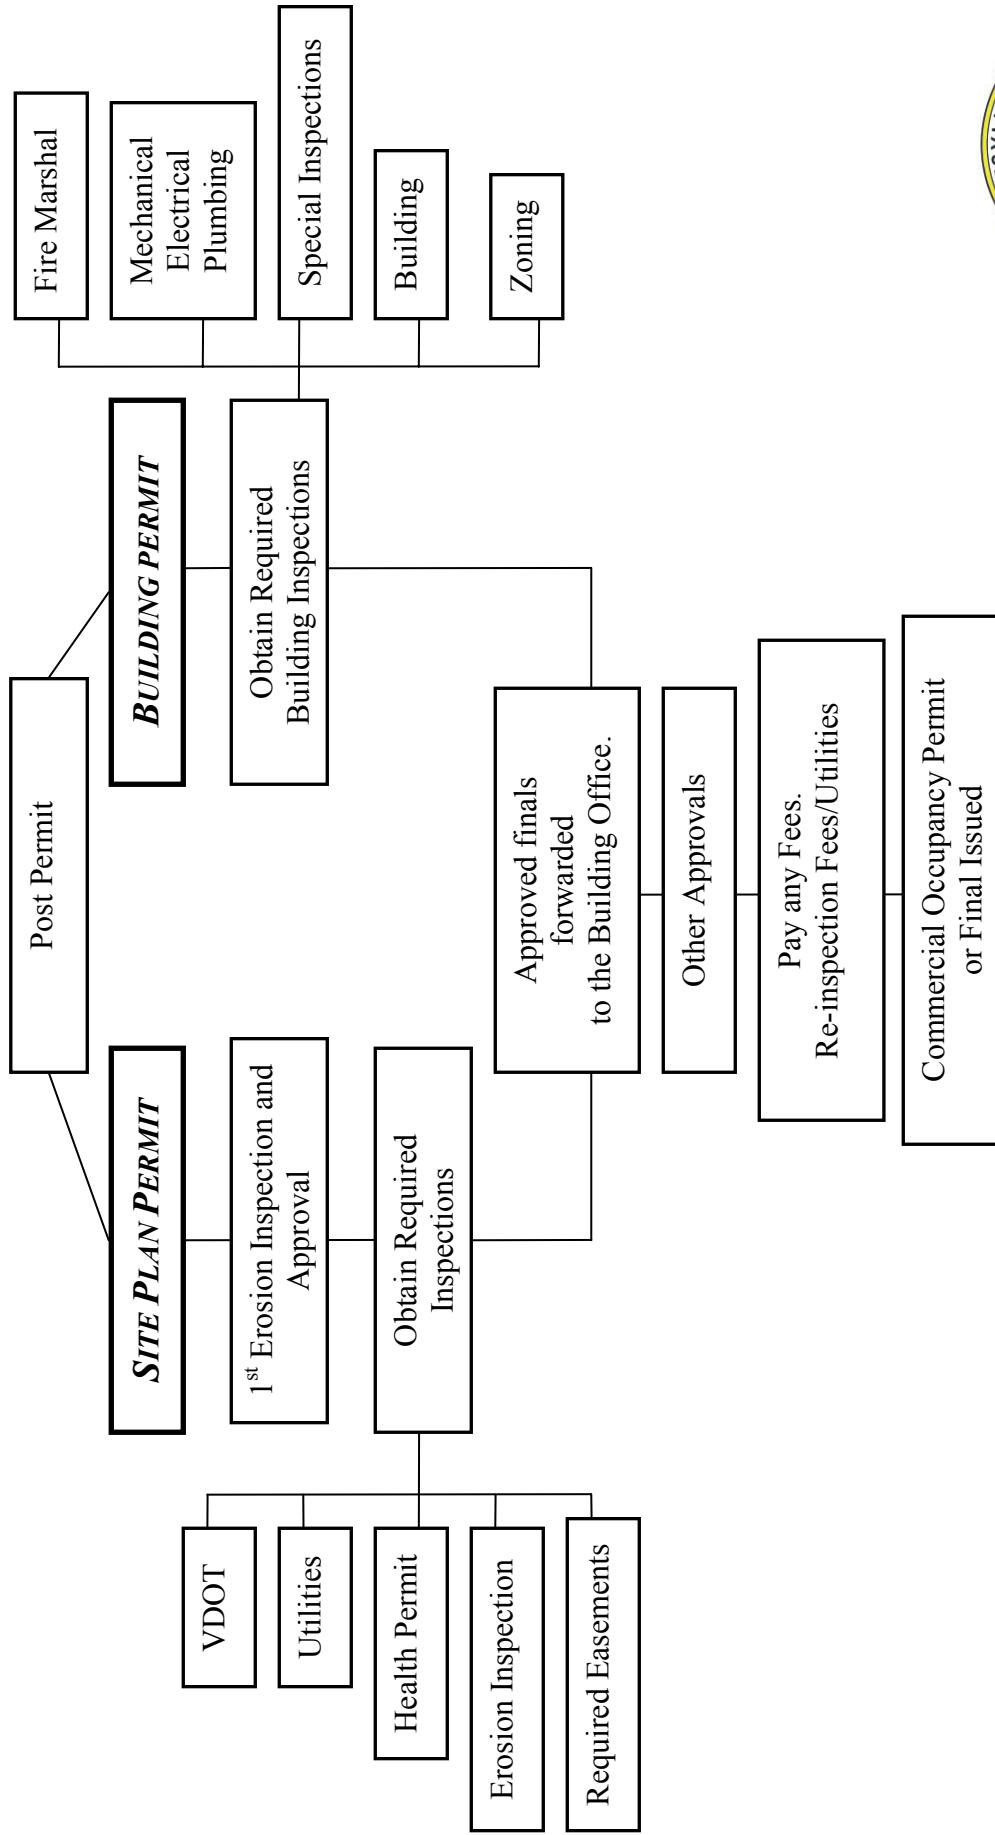 Post Permit
SITE PLAN PERMIT
BUILDING PERMIT
1st Erosion Inspection and
Approval
Obtain Required
Inspections
VDOT
Utilities
Health Permit
Erosion Inspection
Required Easements
Obtain Required
Building Inspections
Fire Marshal
Mechanical
Electrical
Plumbing
Special Inspections
Building
Zoning
Approved finals
forwarded
to the Building Office.
Other Approvals
Pay any Fees.
Re-inspection Fees/Utilities
Commercial Occupancy Permit
or Final Issued